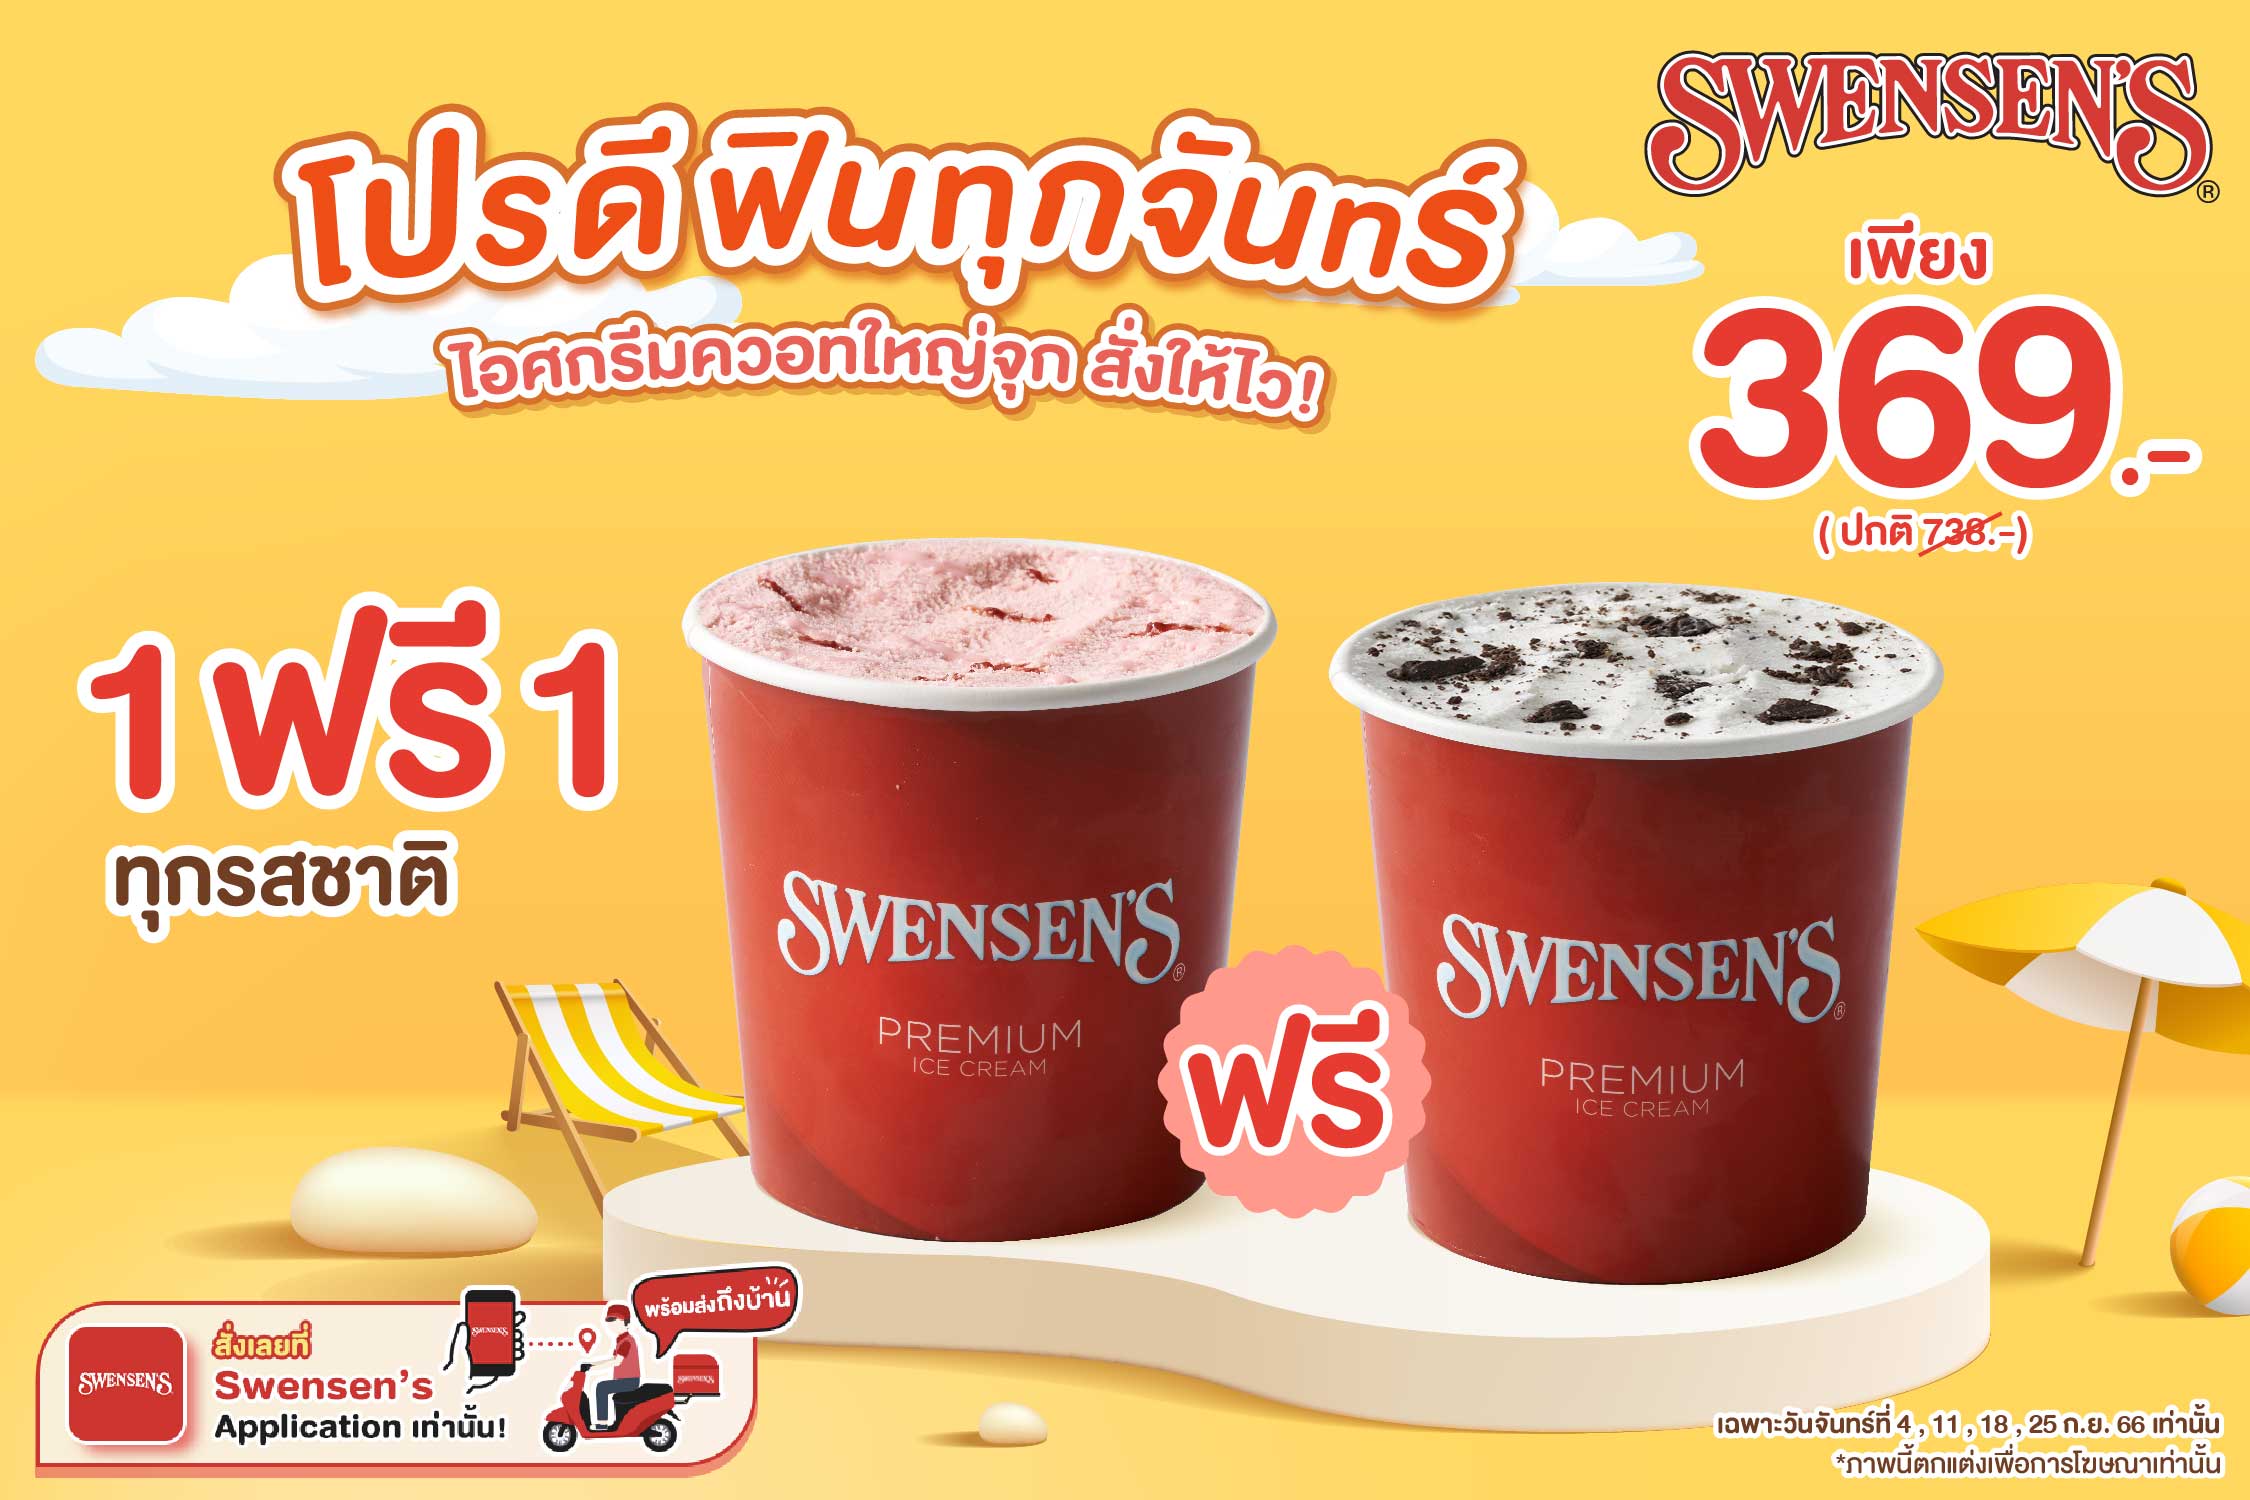 SWENSEN'S®
โปรดี ฟินทุกจันทร์
ไอศกรีมควอทใหญ่จุก สั่งให้ไว!
เพียง
369.-
( ปกติ 738.-)
1 ฟรี 1
ทุกรสชาติ
SWENSEN'S®
PREMIUM
ICE CREAM
ฟรี
SWENSEN'S®
PREMIUM
ICE CREAM
SWENSEN'S
สั่งเลยที่
Swensen's
Application เท่านั้น!
SWENSEN'S
พร้อมส่งถึงบ้าน
SWENSEN'S
เฉพาะวันจันทร์ที่ 4 , 11 , 18 , 25 ก.ย. 66 เท่านั้น
*ภาพนี้ตกแต่งเพื่อการโฆษณาเท่านั้น